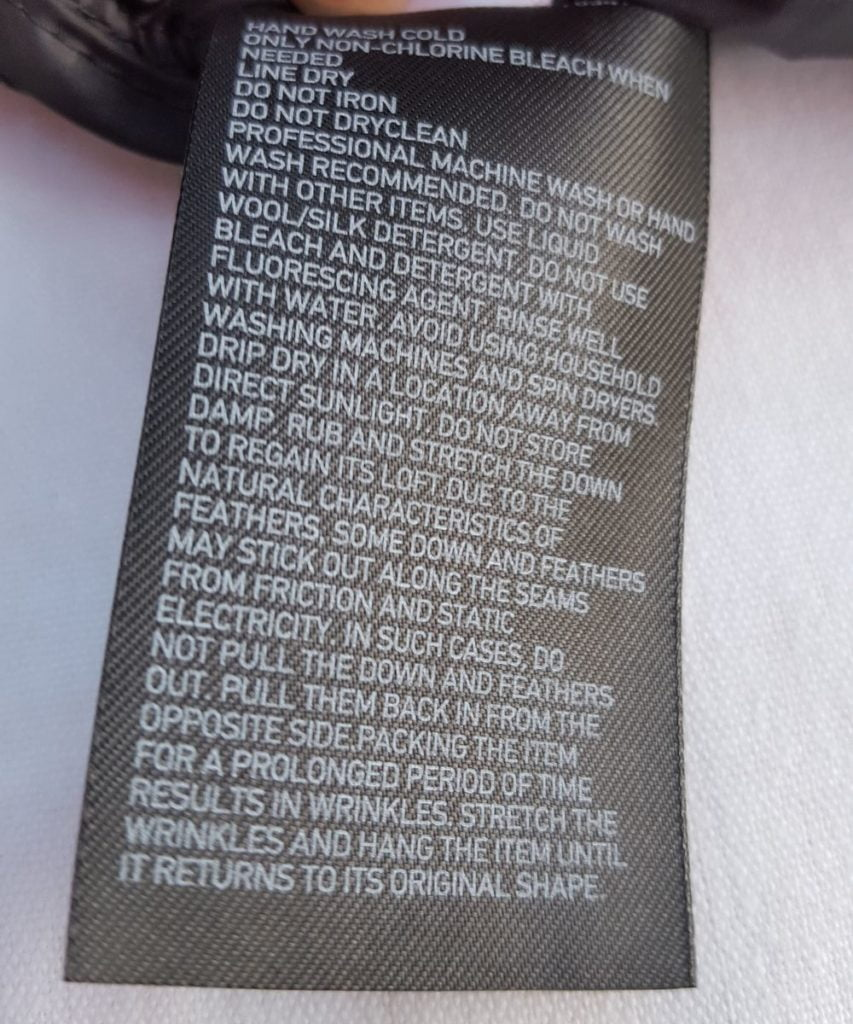 HAND WASH COLD
ONLY NON-CHLORINE BLEACH WHEN
NEEDED
LINE DRY
DO NOT IRON
DO NOT DRYCLEAN
PROFESSIONAL MACHINE WASH OR HAND
WASH RECOMMENDED. DO NOT WASH
WITH OTHER ITEMS. USE LIQUID
WOOL/SILK DETERGENT. DO NOT USE
BLEACH AND DETERGENT WITH
FLUORESCING AGENT. RINSE WELL
WITH WATER. AVOID USING HOUSEHOLD
WASHING MACHINES AND SPIN DRYERS.
DRIP DRY IN A LOCATION AWAY FROM
DIRECT SUNLIGHT. DO NOT STORE
DAMP. RUB AND STRETCH THE DOWN
TO REGAIN ITS LOFT.DUE TO THE
NATURAL CHARACTERISTICS OF
FEATHERS, SOME DOWN AND FEATHERS
MAY STICK OUT ALONG THE SEAMS
FROM FRICTION AND STATIC
ELECTRICITY. IN SUCH CASES, DO
NOT PULL THE DOWN AND FEATHERS
OUT. PULL THEM BACK IN FROM THE
OPPOSITE SIDE.PACKING THE ITEM
FOR A PROLONGED PERIOD OF TIME
RESULTS IN WRINKLES. STRETCH THE
WRINKLES AND HANG THE ITEM UNTIL
IT RETURNS TO ITS ORIGINAL SHAPE.